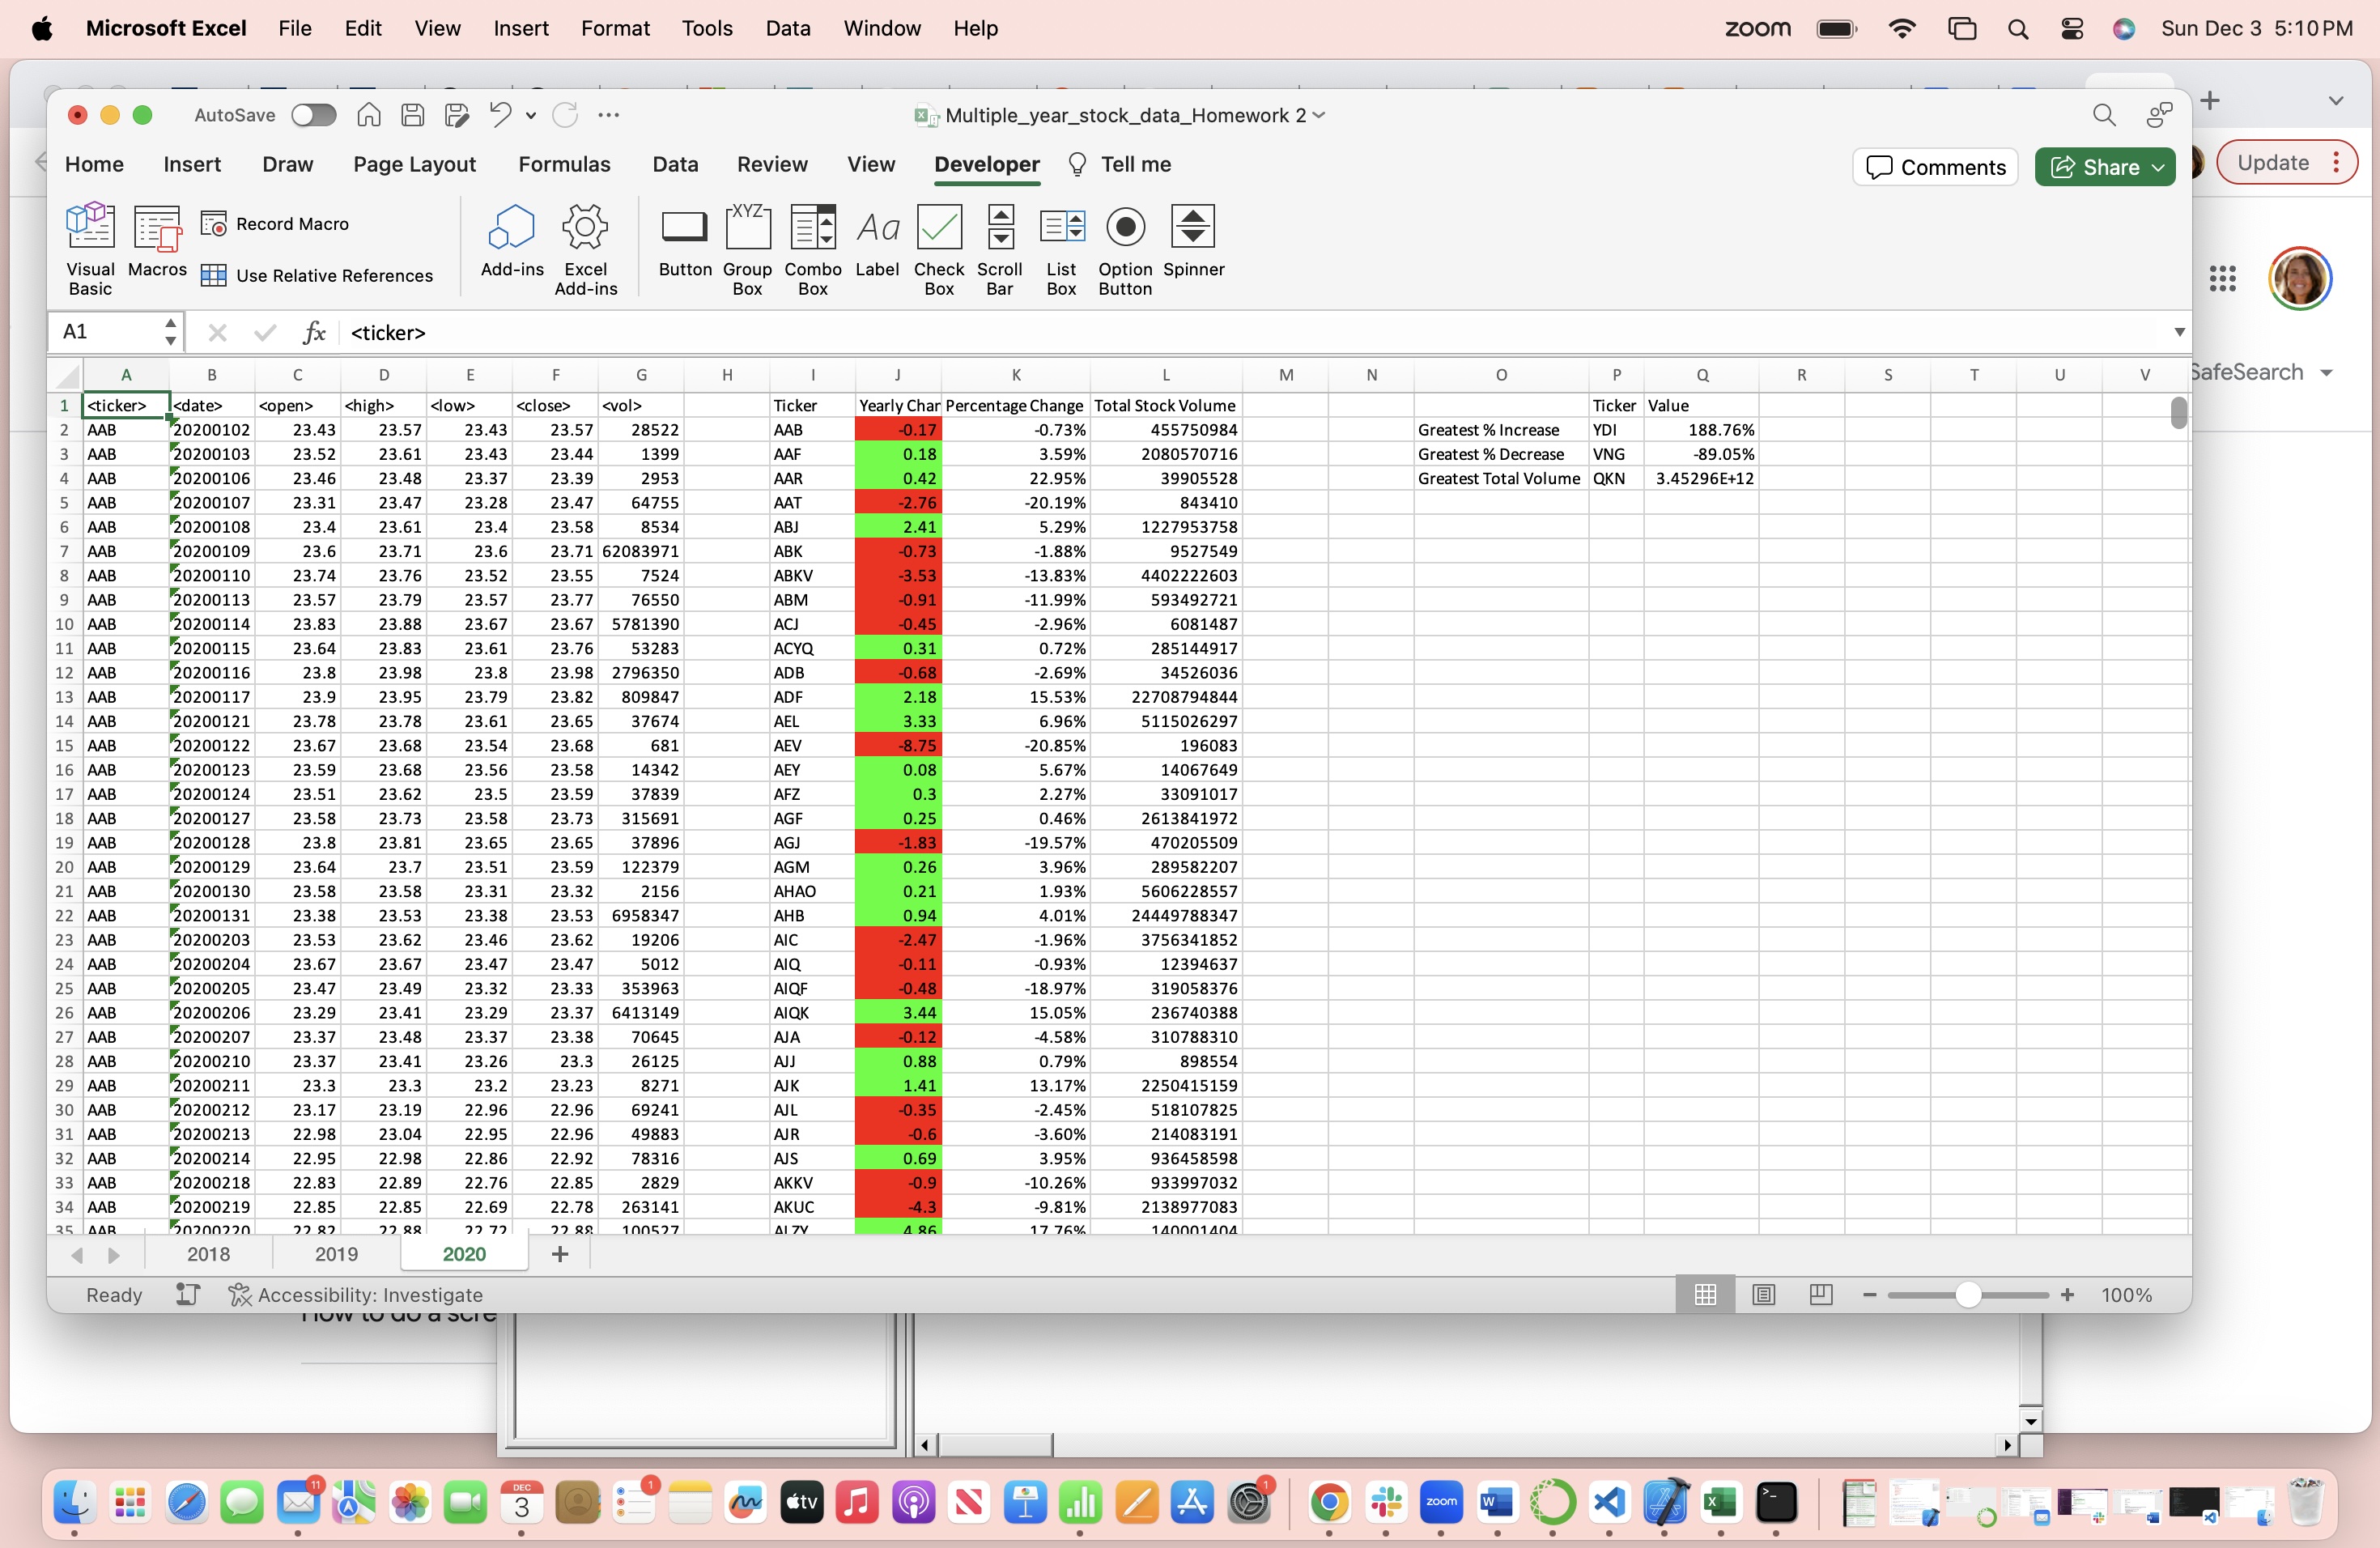 Microsoft Excel File Edit View Insert Format Tools Data Window Help zoom Sun Dec 3 5:10 PM
AutoSave Multiple_year_stock_data_Homework 2
Home Insert Draw Page Layout Formulas Data Review View Developer Tell me Comments Share Update
Visual Basic Macros Record Macro Use Relative References Add-ins Excel Add-ins XYZ Button Group Box Combo Box Aa Label Check Box Scroll Bar List Box Option Button Spinner
A1 fx <ticker>
SafeSearch
A B C D E F G H I J K L M N O P Q R S T U V
1 <ticker> <date> <open> <high> <low> <close> <vol> Ticker Yearly Char Percentage Change Total Stock Volume Ticker Value
2 AAB 20200102 23.43 23.57 23.43 23.57 28522 AAB -0.17 -0.73% 455750984 Greatest % Increase YDI 188.76%
3 AAB 20200103 23.52 23.61 23.43 23.44 1399 AAF 0.18 3.59% 2080570716 Greatest % Decrease VNG -89.05%
4 AAB 20200106 23.46 23.48 23.37 23.39 2953 AAR 0.42 22.95% 39905528 Greatest Total Volume QKN 3.45296E+12
5 AAB 20200107 23.31 23.47 23.28 23.47 64755 AAT -2.76 -20.19% 843410
6 AAB 20200108 23.4 23.61 23.4 23.58 8534 ABJ 2.41 5.29% 1227953758
7 AAB 20200109 23.6 23.71 23.6 23.71 62083971 ABK -0.73 -1.88% 9527549
8 AAB 20200110 23.74 23.76 23.52 23.55 7524 ABKV -3.53 -13.83% 4402222603
9 AAB 20200113 23.57 23.79 23.57 23.77 76550 ABM -0.91 -11.99% 593492721
10 AAB 20200114 23.83 23.88 23.67 23.67 5781390 ACJ -0.45 -2.96% 6081487
11 AAB 20200115 23.64 23.83 23.61 23.76 53283 ACYQ 0.31 0.72% 285144917
12 AAB 20200116 23.8 23.98 23.8 23.98 2796350 ADB -0.68 -2.69% 34526036
13 AAB 20200117 23.9 23.95 23.79 23.82 809847 ADF 2.18 15.53% 22708794844
14 AAB 20200121 23.78 23.78 23.61 23.65 37674 AEL 3.33 6.96% 5115026297
15 AAB 20200122 23.67 23.68 23.54 23.68 681 AEV -8.75 -20.85% 196083
16 AAB 20200123 23.59 23.68 23.56 23.58 14342 AEY 0.08 5.67% 14067649
17 AAB 20200124 23.51 23.62 23.5 23.59 37839 AFZ 0.3 2.27% 33091017
18 AAB 20200127 23.58 23.73 23.58 23.73 315691 AGF 0.25 0.46% 2613841972
19 AAB 20200128 23.8 23.81 23.65 23.65 37896 AGJ -1.83 -19.57% 470205509
20 AAB 20200129 23.64 23.7 23.51 23.59 122379 AGM 0.26 3.96% 289582207
21 AAB 20200130 23.58 23.58 23.31 23.32 2156 AHAO 0.21 1.93% 5606228557
22 AAB 20200131 23.38 23.53 23.38 23.53 6958347 AHB 0.94 4.01% 24449788347
23 AAB 20200203 23.53 23.62 23.46 23.62 19206 AIC -2.47 -1.96% 3756341852
24 AAB 20200204 23.67 23.67 23.47 23.47 5012 AIQ -0.11 -0.93% 12394637
25 AAB 20200205 23.47 23.49 23.32 23.33 353963 AIQF -0.48 -18.97% 319058376
26 AAB 20200206 23.29 23.41 23.29 23.37 6413149 AIQK 3.44 15.05% 236740388
27 AAB 20200207 23.37 23.48 23.37 23.38 70645 AJA -0.12 -4.58% 310788310
28 AAB 20200210 23.37 23.41 23.26 23.3 26125 AJJ 0.88 0.79% 898554
29 AAB 20200211 23.3 23.3 23.2 23.23 8271 AJK 1.41 13.17% 2250415159
30 AAB 20200212 23.17 23.19 22.96 22.96 69241 AJL -0.35 -2.45% 518107825
31 AAB 20200213 22.98 23.04 22.95 22.96 49883 AJR -0.6 -3.60% 214083191
32 AAB 20200214 22.95 22.98 22.86 22.92 78316 AJS 0.69 3.95% 936458598
33 AAB 20200218 22.83 22.89 22.76 22.85 2829 AKKV -0.9 -10.26% 933997032
34 AAB 20200219 22.85 22.85 22.69 22.78 263141 AKUC -4.3 -9.81% 2138977083
35 AAB 20200220 22.82 22.88 22.72 22.88 100527 ALZY 4.86 17.76% 140001404
2018 2019 2020
Ready Accessibility: Investigate 100%
How to do a scre
11 DEC 3 1 tv zoom W X 1